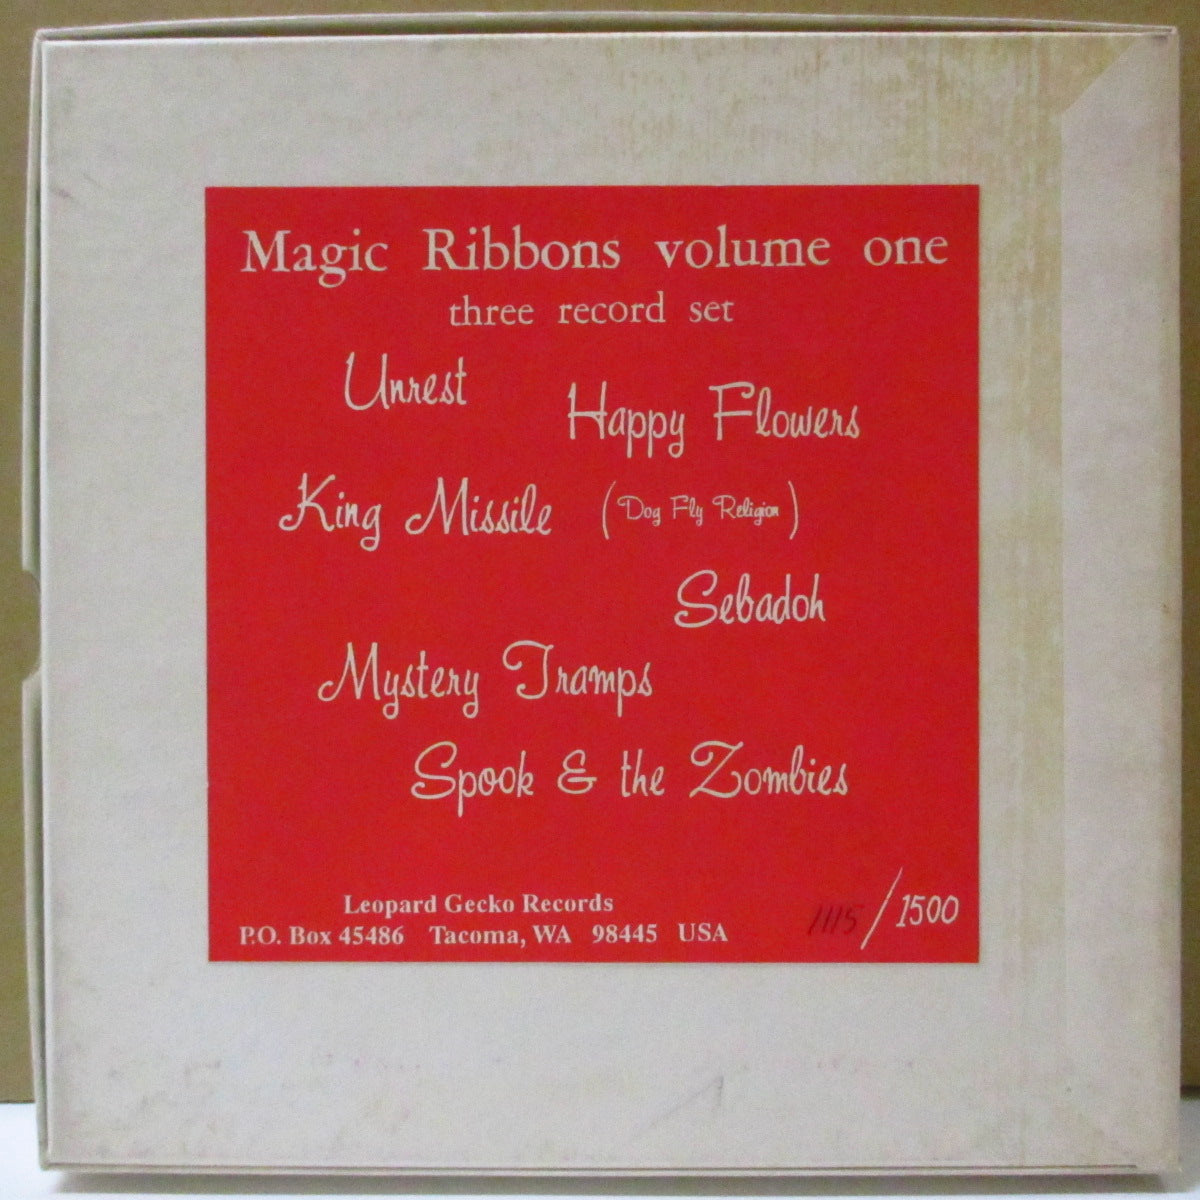 Magic Ribbons volume one
three record set
Unrest
Happy Flowers
King Missile (Dog Fly Religion)
Sebadoh
Mystery Tramps
Spook & the Zombies
Leopard Gecko Records
P.O. Box 45486 Tacoma, WA 98445 USA
1115/1500